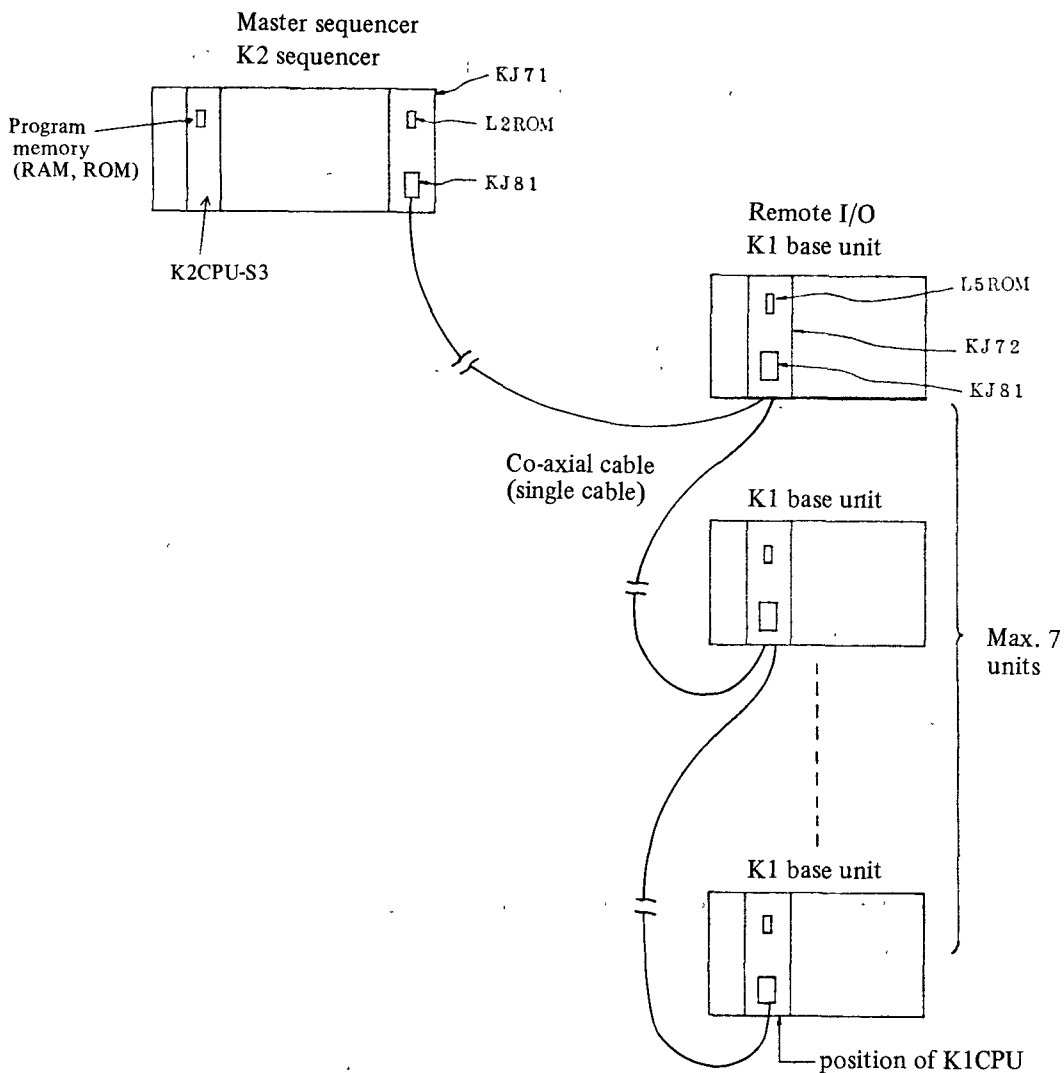 Master sequencer
K2 sequencer
KJ71
L2ROM
Program
memory
(RAM, ROM)
KJ81
K2CPU-S3
Remote I/O
K1 base unit
L5ROM
KJ72
KJ81
Co-axial cable
(single cable)
K1 base unit
Max. 7
units
K1 base unit
position of K1CPU